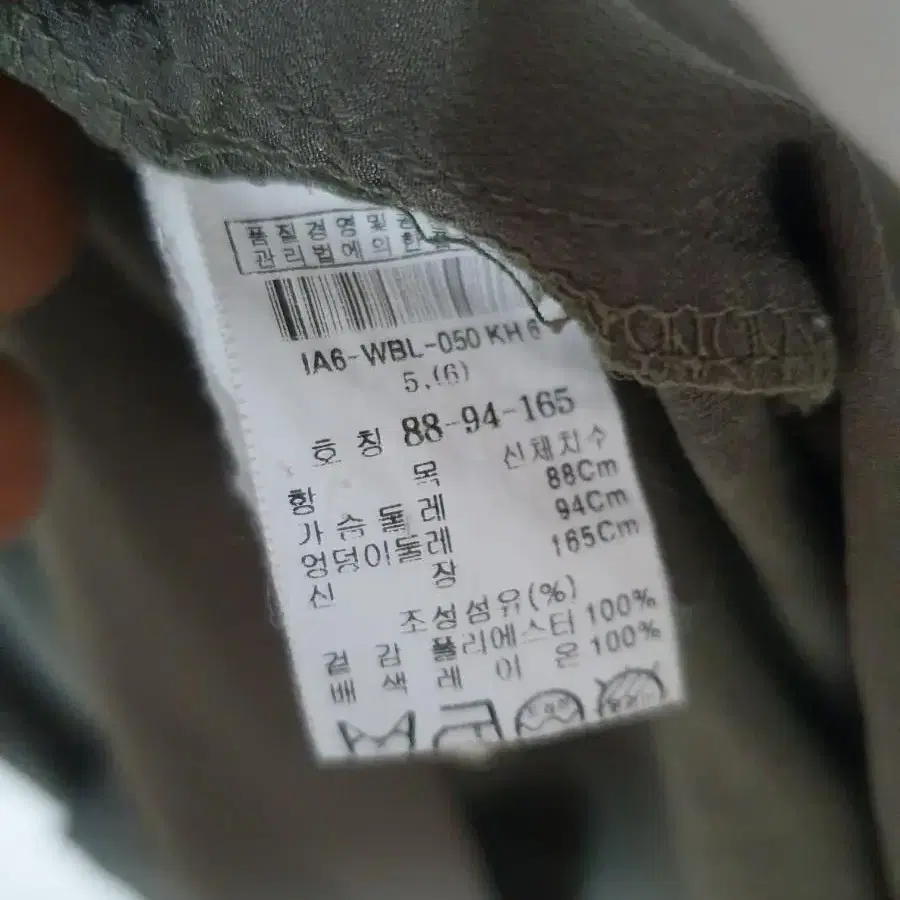 품질경영및
관리법에의한
IA6-WBL-050 KH 6
5.(6)
호칭 88-94-165
항목 신체치수
가슴둘레 88Cm
엉덩이둘레 94Cm
신장 165Cm
조성섬유(%)
겉감 폴리에스터 100%
배색 레이온 100%